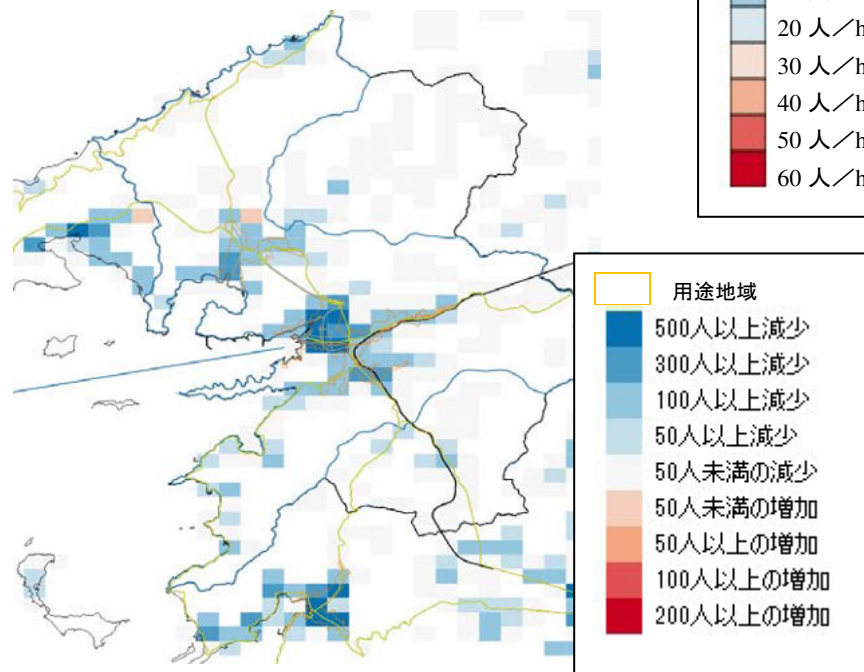 20 人／h
30 人／h
40 人／h
50 人／h
60 人／h
用途地域
500人以上減少
300人以上減少
100人以上減少
50人以上減少
50人未満の減少
50人未満の増加
50人以上の増加
100人以上の増加
200人以上の増加